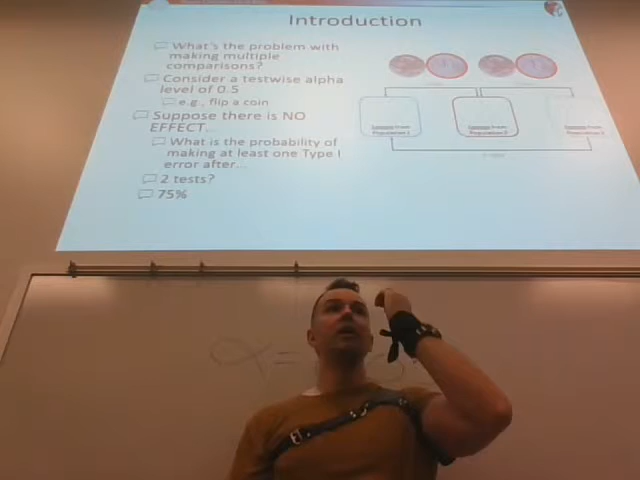 Introduction
What's the problem with
making multiple
comparisons?
Consider a testwise alpha
level of 0.5
e.g., flip a coin
Suppose there is NO
EFFECT...
What is the probability of
making at least one Type I
error after...
2 tests?
75%
α =